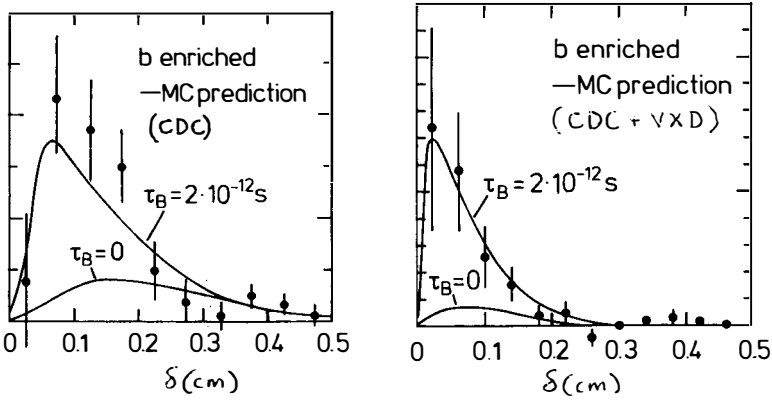 b enriched
—MC prediction
(CDC)
τB=2·10⁻¹²s
τB=0
0 0.1 0.2 0.3 0.4 0.5
δ(cm)
b enriched
—MC prediction
(CDC + VXD)
τB=2·10⁻¹²s
τB=0
0 0.1 0.2 0.3 0.4 0.5
δ(cm)